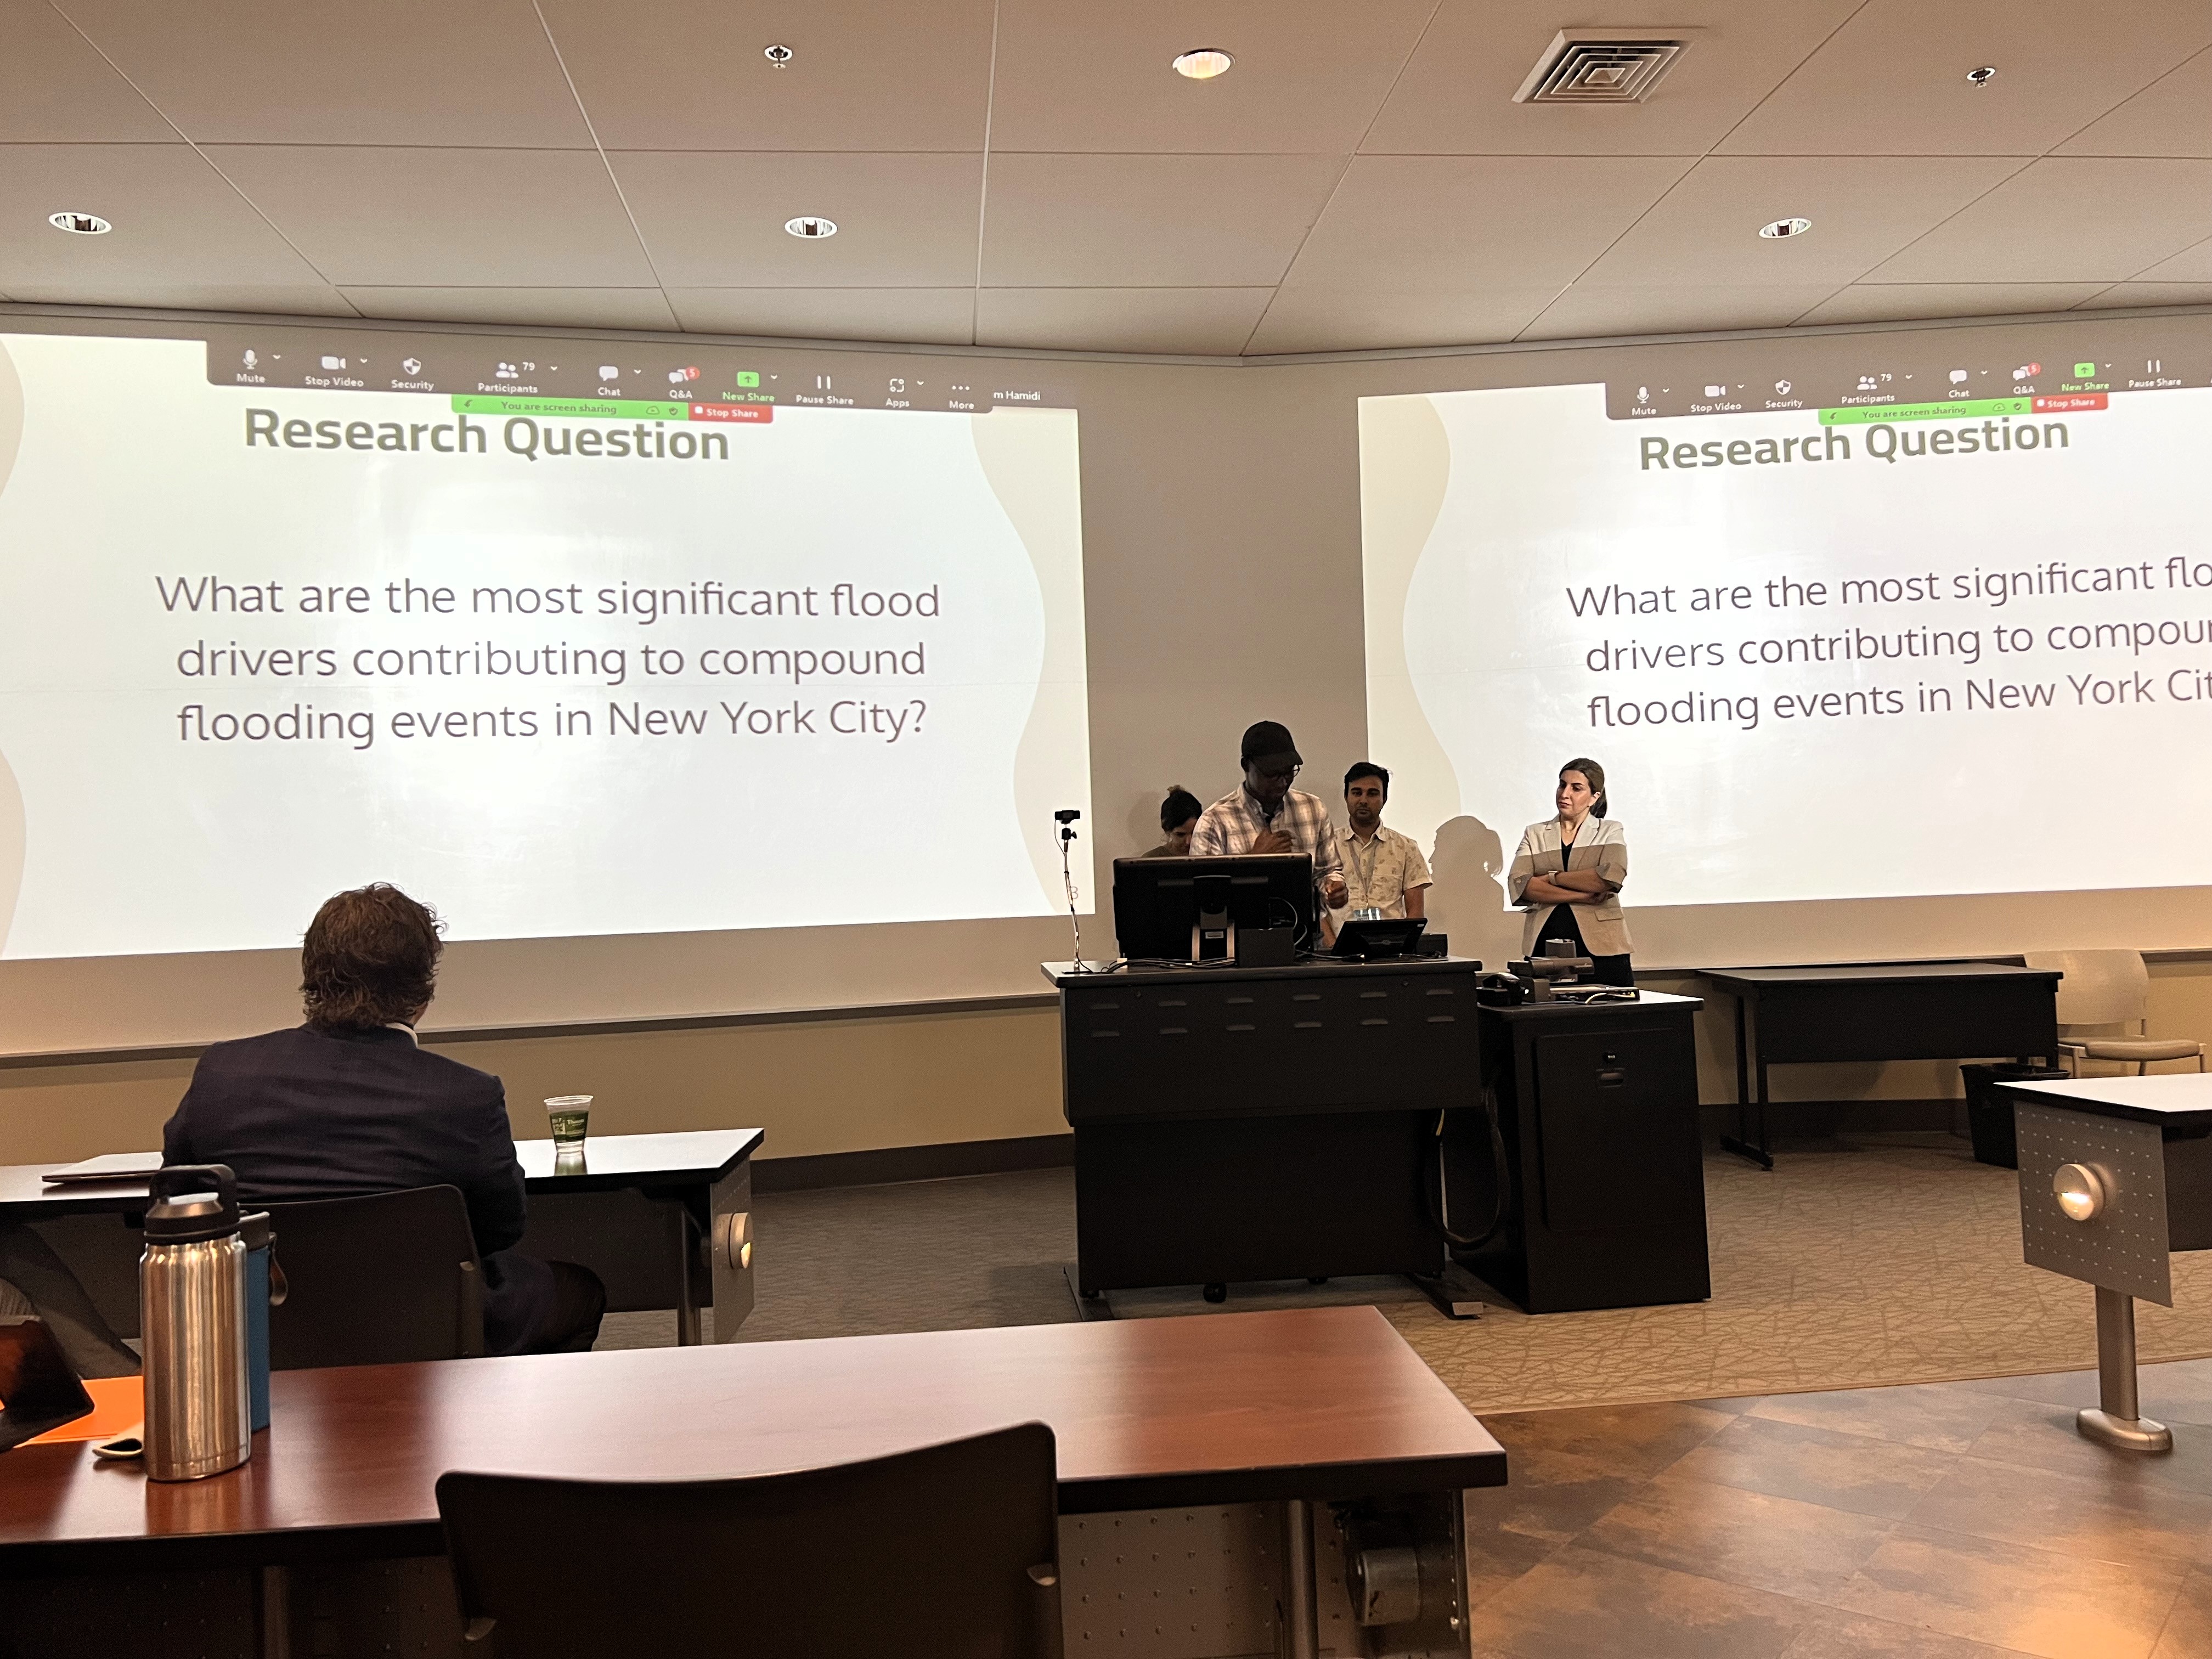 Mute
Stop Video
Security
79
Participants
Chat
5
Q&A
New Share
Pause Share
Apps
More
m Hamidi
You are screen sharing
Stop Share
Research Question
What are the most significant flood
drivers contributing to compound
flooding events in New York City?
Mute
Stop Video
Security
79
Participants
Chat
5
Q&A
New Share
Pause Share
You are screen sharing
Stop Share
Research Question
What are the most significant flo
drivers contributing to compour
flooding events in New York Cit